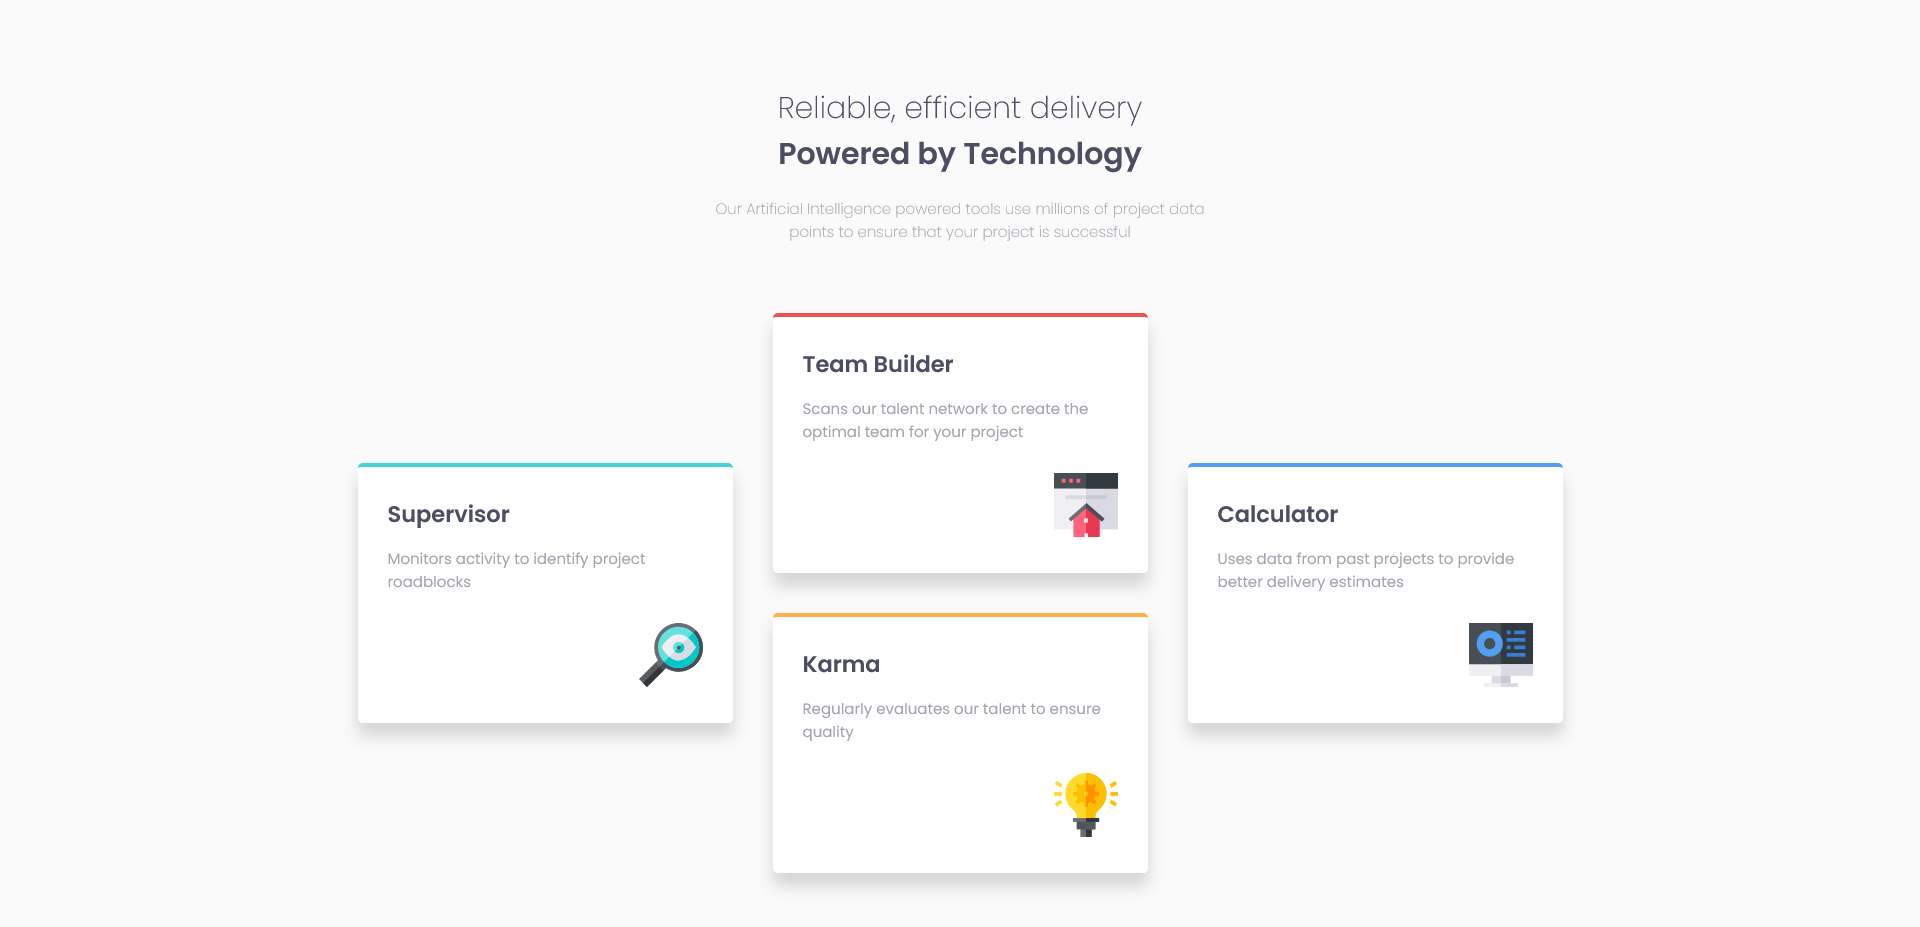 Reliable, efficient delivery
Powered by Technology
Our Artificial Intelligence powered tools use millions of project data
points to ensure that your project is successful
Supervisor
Monitors activity to identify project
roadblocks
Team Builder
Scans our talent network to create the
optimal team for your project
Karma
Regularly evaluates our talent to ensure
quality
Calculator
Uses data from past projects to provide
better delivery estimates